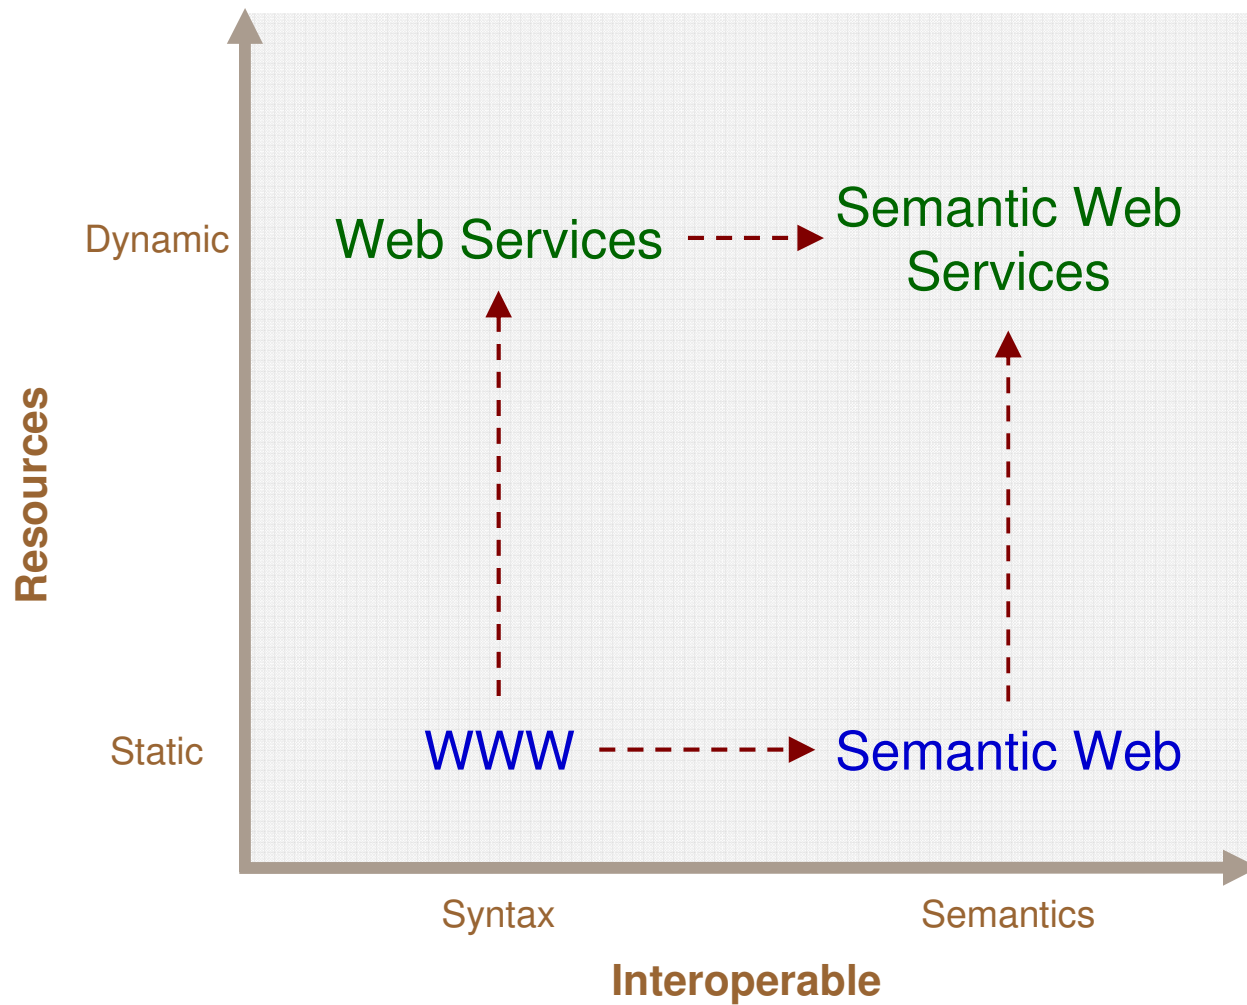 Semantic Web
Services
Dynamic
Web Services
Resources
Static
WWW
Semantic Web
Syntax
Semantics
Interoperable